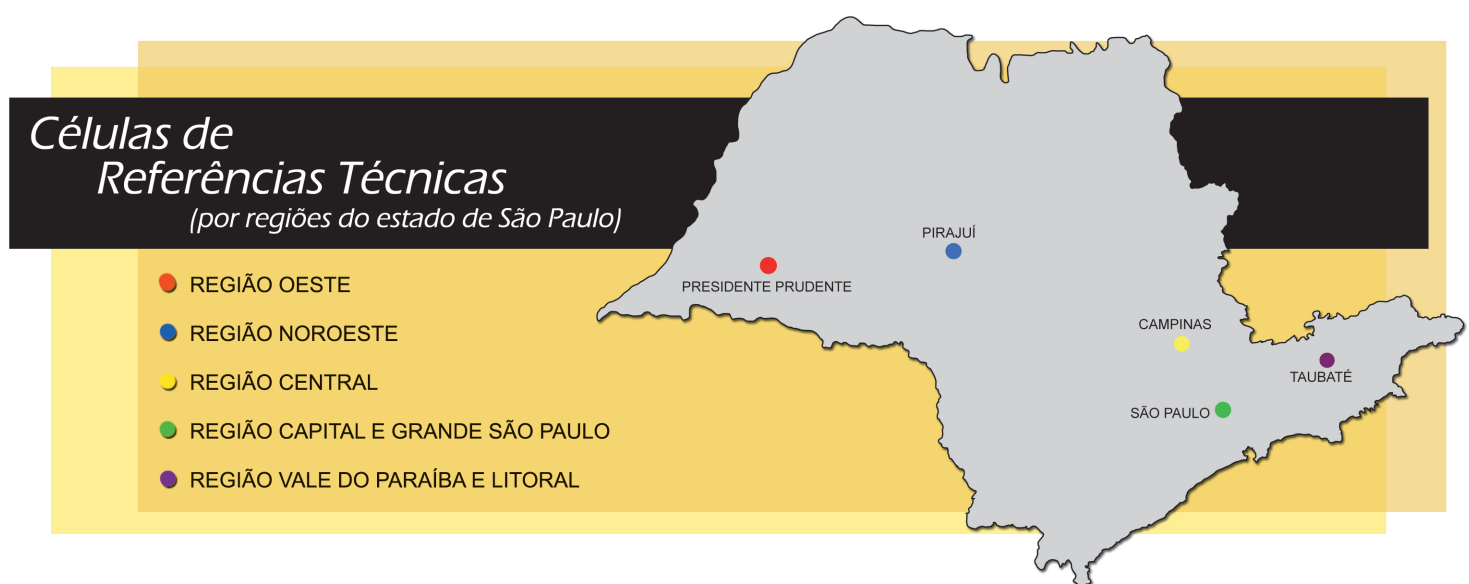 Células de
Referências Técnicas
(por regiões do estado de São Paulo)
REGIÃO OESTE
REGIÃO NOROESTE
REGIÃO CENTRAL
REGIÃO CAPITAL E GRANDE SÃO PAULO
REGIÃO VALE DO PARAÍBA E LITORAL
PIRAJUÍ
PRESIDENTE PRUDENTE
CAMPINAS
TAUBATÉ
SÃO PAULO